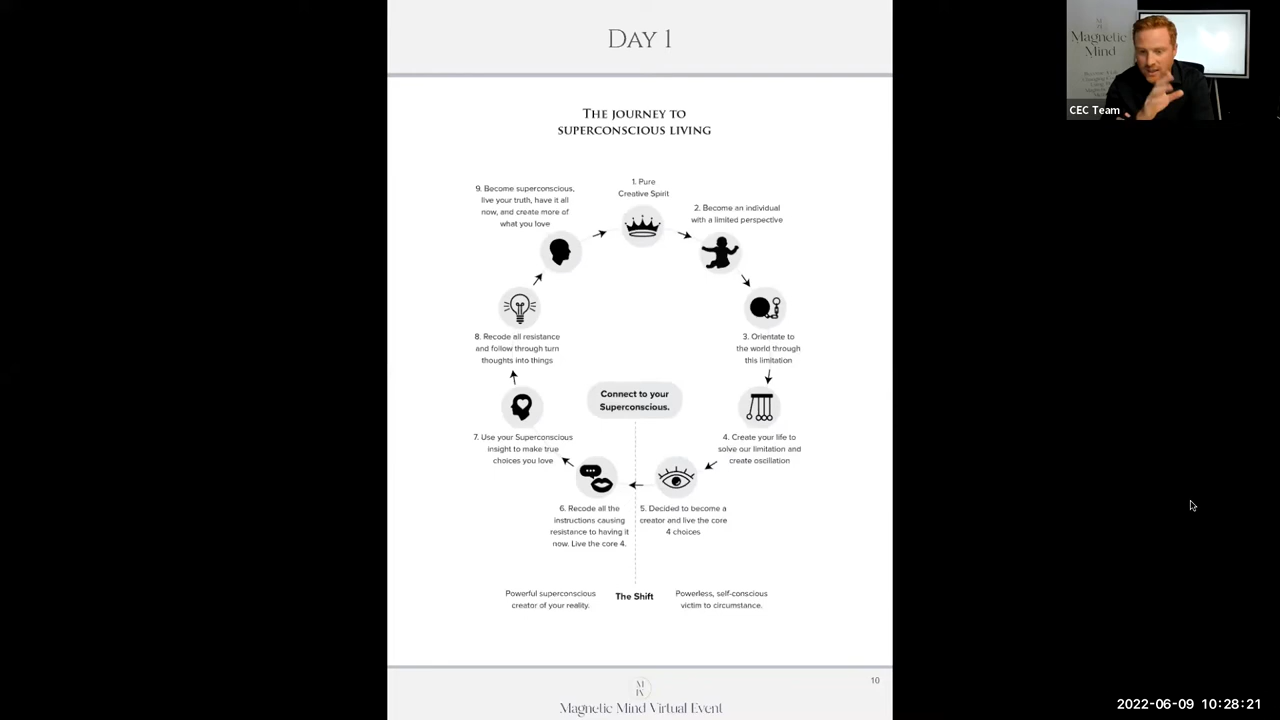 DAY 1
THE JOURNEY TO
SUPERCONSCIOUS LIVING
1. Pure
Creative Spirit
2. Become an individual
with a limited perspective
3. Orientate to
the world through
this limitation
4. Create your life to
solve our limitation and
create oscillation
5. Decided to become a
creator and live the core
4 choices
6. Recode all the
instructions causing
resistance to having it
now. Live the core 4.
7. Use your Superconscious
insight to make true
choices you love
8. Recode all resistance
and follow through turn
thoughts into things
9. Become superconscious,
live your truth, have it all
now, and create more of
what you love
Connect to your
Superconscious.
Powerful superconscious
creator of your reality.
The Shift
Powerless, self-conscious
victim to circumstance.
10
Magnetic Mind Virtual Event
Magnetic
Mind
CEC Team
2022-06-09 10:28:21